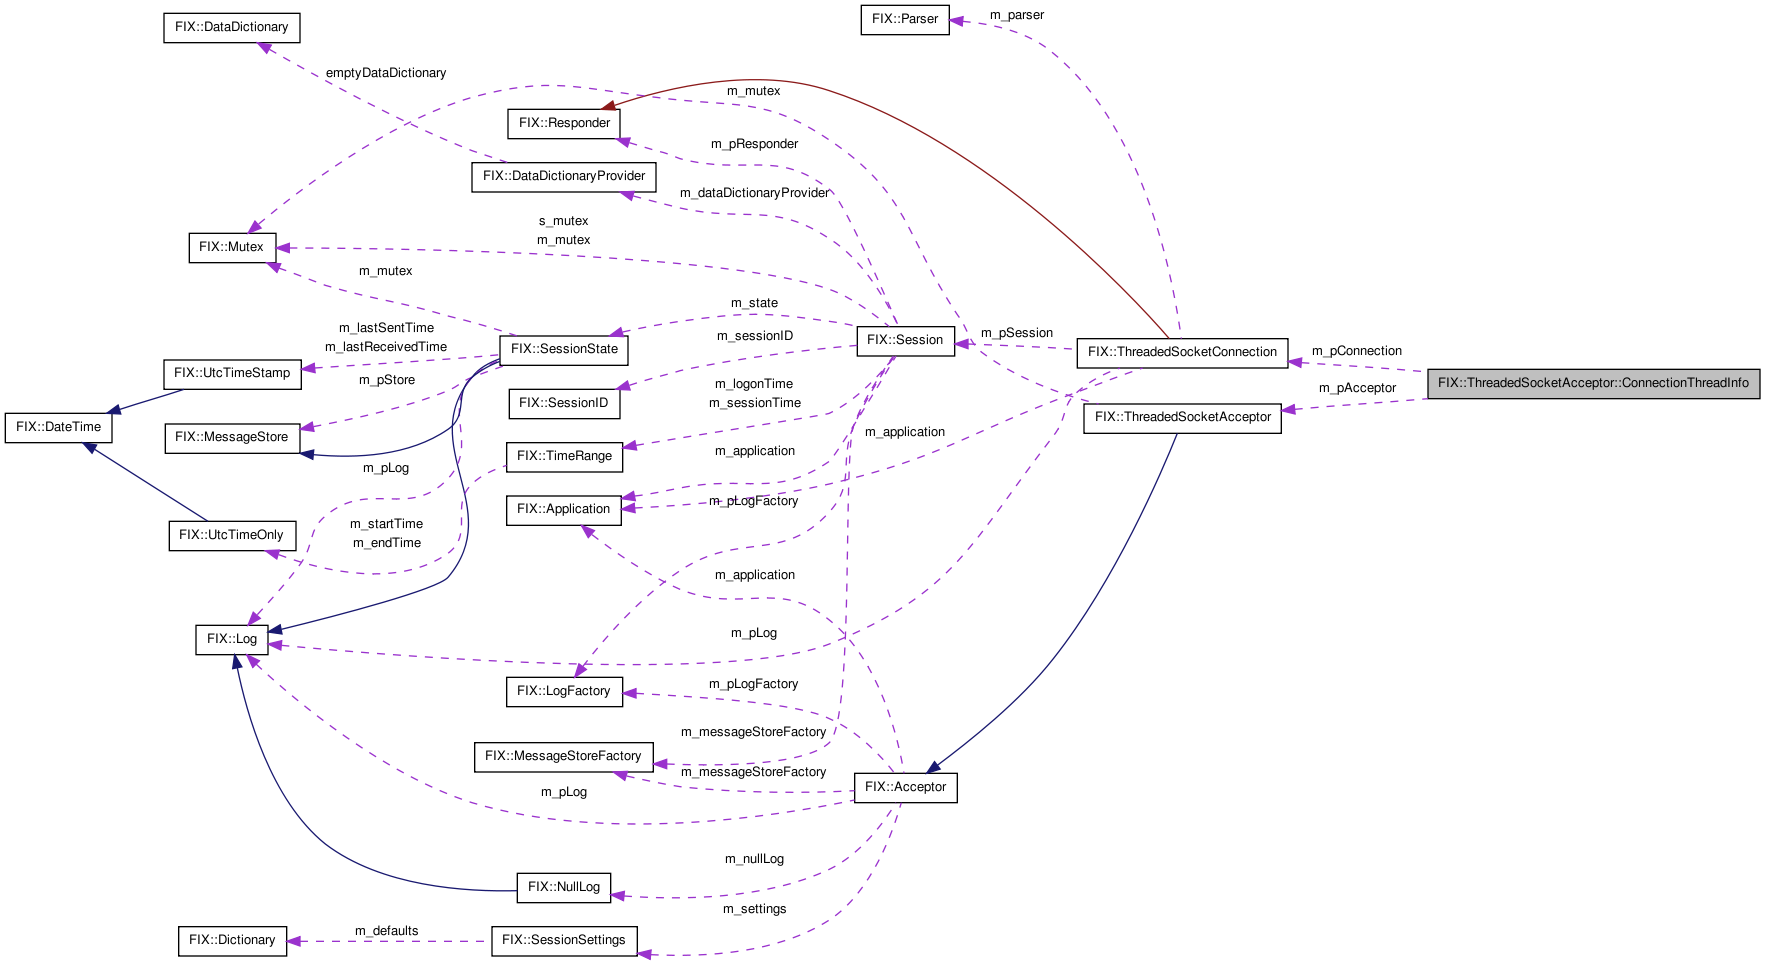 FIX::Parser
m_parser
FIX::DataDictionary
emptyDataDictionary
m_mutex
FIX::Responder
m_pResponder
FIX::DataDictionaryProvider
m_dataDictionaryProvider
s_mutex
m_mutex
FIX::Mutex
m_mutex
m_state
m_lastSentTime
m_lastReceivedTime
m_sessionID
m_pSession
FIX::Session
FIX::SessionState
FIX::ThreadedSocketConnection
m_pConnection
FIX::UtcTimeStamp
m_pStore
m_logonTime
m_sessionTime
FIX::ThreadedSocketAcceptor::ConnectionThreadInfo
m_pAcceptor
FIX::SessionID
FIX::ThreadedSocketAcceptor
FIX::DateTime
FIX::MessageStore
m_application
m_application
FIX::TimeRange
m_pLog
m_pLogFactory
FIX::Application
m_startTime
m_endTime
FIX::UtcTimeOnly
m_application
FIX::Log
m_pLog
FIX::LogFactory
m_pLogFactory
m_messageStoreFactory
FIX::MessageStoreFactory
m_messageStoreFactory
FIX::Acceptor
m_pLog
m_nullLog
FIX::NullLog
m_settings
FIX::Dictionary
m_defaults
FIX::SessionSettings